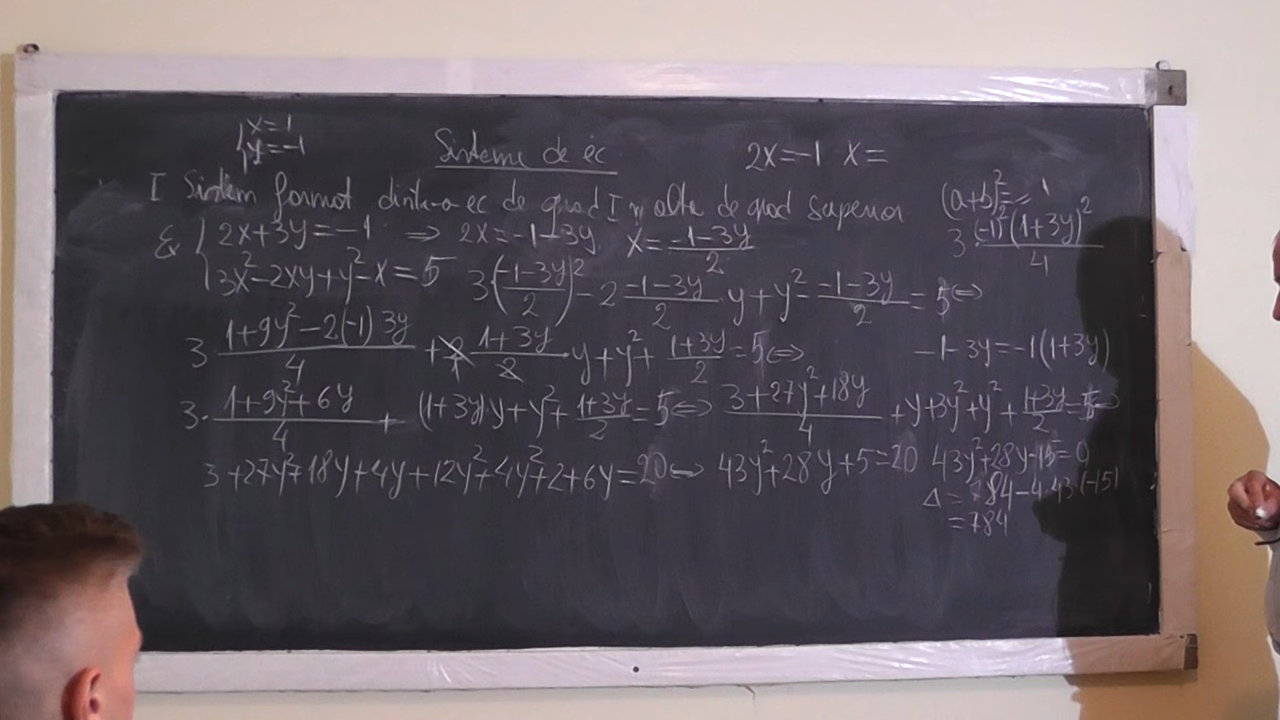 x=1
y=-1
Sisteme de ec
2x=-1 x=
I Sistem format dintr-o ec de grad I și alta de grad superior
(a+b)²=
3·(-1)²(1+3y)²/4
{2x+3y=-1 ⇒ 2x=-1-3y x=(-1-3y)/2
3x²-2xy+y²-x=5 3((-1-3y)/2)²-2 (-1-3y)/2 ·y+y²-(-1-3y)/2=5⇔
3 (1+9y²-2(-1)3y)/4 +2 (1+3y)/2 y+y²+(1+3y)/2=5⇔
-1-3y=-1(1+3y)
3·(1+9y²+6y)/4 + (1+3y)·y+y²+(1+3y)/2=5⇔ (3+27y²+18y)/4 +y+3y²+y²+(1+3y)/2=5⇔
3+27y²+18y+4y+12y²+4y²+2+6y=20⇔ 43y²+28y+5=20 43y²+28y-15=0
Δ=784-4·43·(-15)
=784